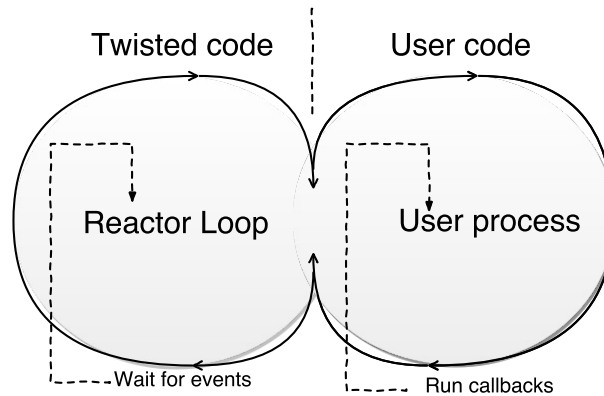 Twisted code
User code
Reactor Loop
User process
Wait for events
Run callbacks